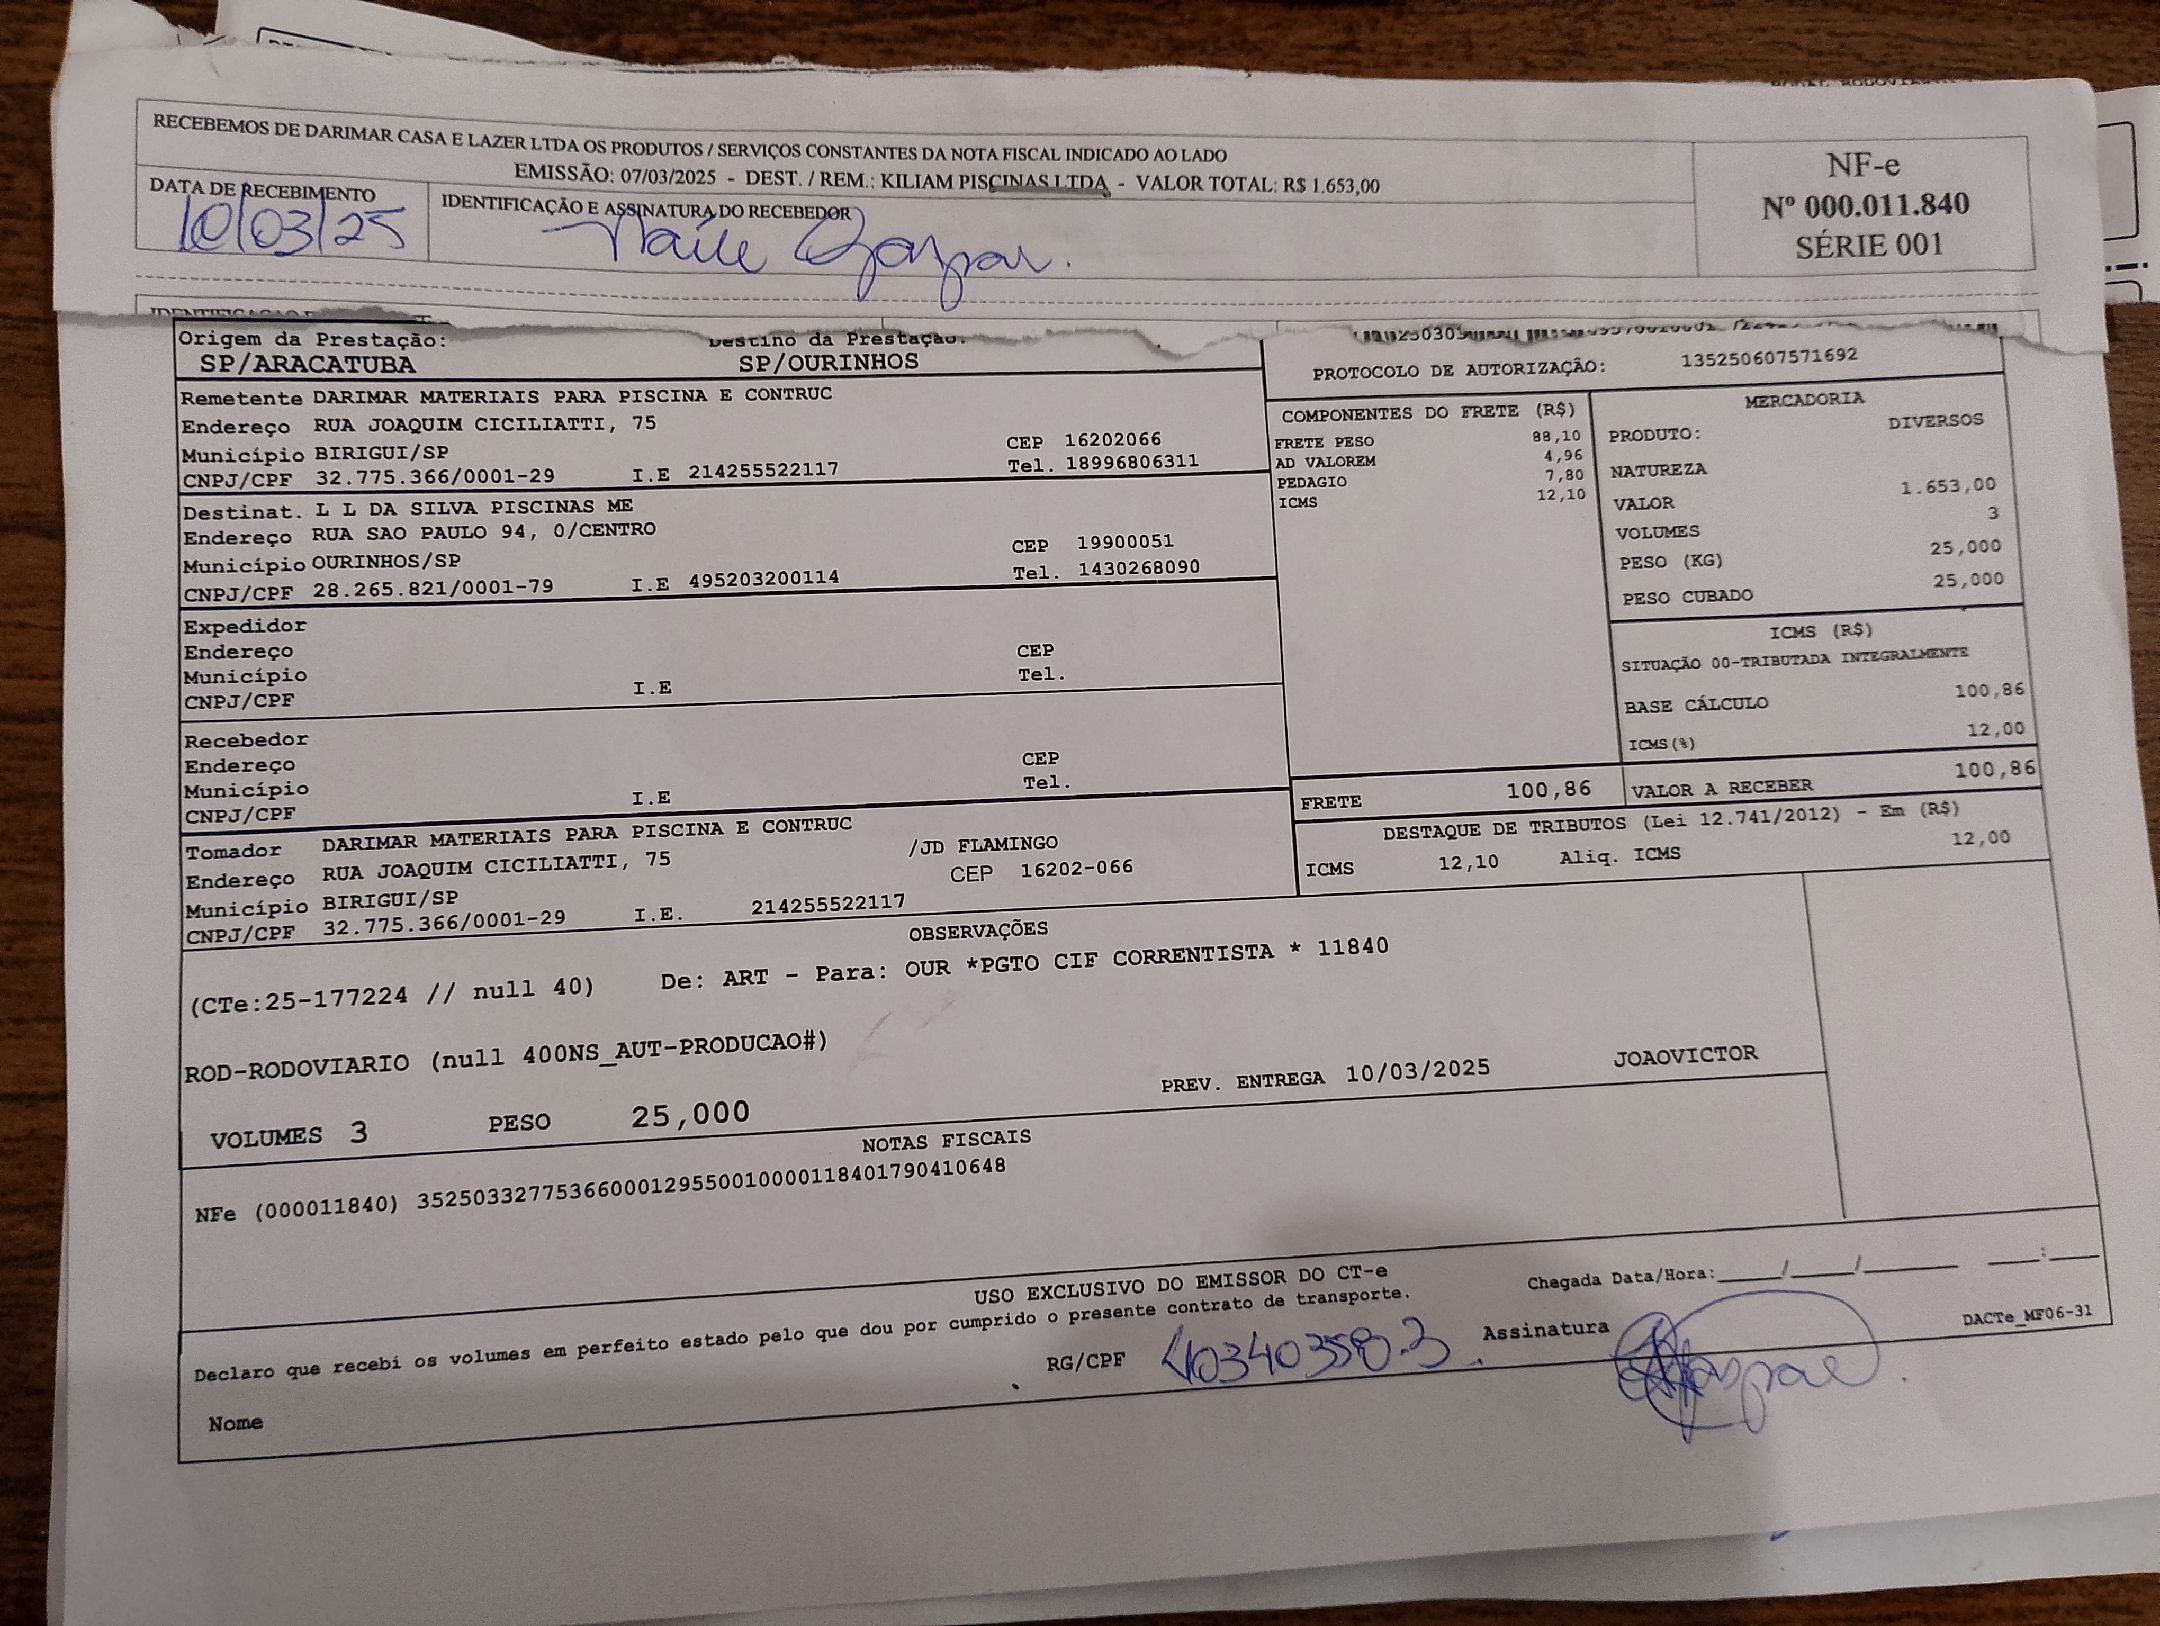 RECEBEMOS DE DARIMAR CASA E LAZER LTDA OS PRODUTOS / SERVIÇOS CONSTANTES DA NOTA FISCAL INDICADO AO LADO
EMISSÃO: 07/03/2025 - DEST. / REM.: KILIAM PISCINAS LTDA - VALOR TOTAL: R$ 1.653,00
DATA DE RECEBIMENTO
10/03/25
IDENTIFICAÇÃO E ASSINATURA DO RECEBEDOR
NF-e
Nº 000.011.840
SÉRIE 001
Origem da Prestação:
SP/ARACATUBA
Destino da Prestação:
SP/OURINHOS
PROTOCOLO DE AUTORIZAÇÃO: 135250607571692
Remetente DARIMAR MATERIAIS PARA PISCINA E CONTRUC
Endereço RUA JOAQUIM CICILIATTI, 75
Município BIRIGUI/SP CEP 16202066
CNPJ/CPF 32.775.366/0001-29 I.E 214255522117 Tel. 18996806311
Destinat. L L DA SILVA PISCINAS ME
Endereço RUA SAO PAULO 94, 0/CENTRO
Município OURINHOS/SP CEP 19900051
CNPJ/CPF 28.265.821/0001-79 I.E 495203200114 Tel. 1430268090
Expedidor
Endereço
Município CEP
CNPJ/CPF I.E Tel.
Recebedor
Endereço
Município CEP
CNPJ/CPF I.E Tel.
Tomador DARIMAR MATERIAIS PARA PISCINA E CONTRUC
Endereço RUA JOAQUIM CICILIATTI, 75 /JD FLAMINGO
Município BIRIGUI/SP CEP 16202-066
CNPJ/CPF 32.775.366/0001-29 I.E. 214255522117
COMPONENTES DO FRETE (R$)
FRETE PESO 88,10
AD VALOREM 4,96
PEDAGIO 7,80
ICMS 12,10
MERCADORIA
PRODUTO: DIVERSOS
NATUREZA
VALOR 1.653,00
VOLUMES 3
PESO (KG) 25,000
PESO CUBADO 25,000
ICMS (R$)
SITUAÇÃO 00-TRIBUTADA INTEGRALMENTE
BASE CÁLCULO 100,86
ICMS(%) 12,00
FRETE 100,86
VALOR A RECEBER 100,86
DESTAQUE DE TRIBUTOS (Lei 12.741/2012) - Em (R$)
ICMS 12,10 Aliq. ICMS 12,00
OBSERVAÇÕES
(CTe:25-177224 // null 40) De: ART - Para: OUR *PGTO CIF CORRENTISTA * 11840
ROD-RODOVIARIO (null 400NS_AUT-PRODUCAO#)
PREV. ENTREGA 10/03/2025 JOAOVICTOR
VOLUMES 3 PESO 25,000
NOTAS FISCAIS
NFe (000011840) 35250332775366000129550010000118401790410648
USO EXCLUSIVO DO EMISSOR DO CT-e
Declaro que recebi os volumes em perfeito estado pelo que dou por cumprido o presente contrato de transporte.
Chegada Data/Hora:_____/_____/_______ ___:____
Nome
RG/CPF 40340358-3
Assinatura
DACTe_MF06-31